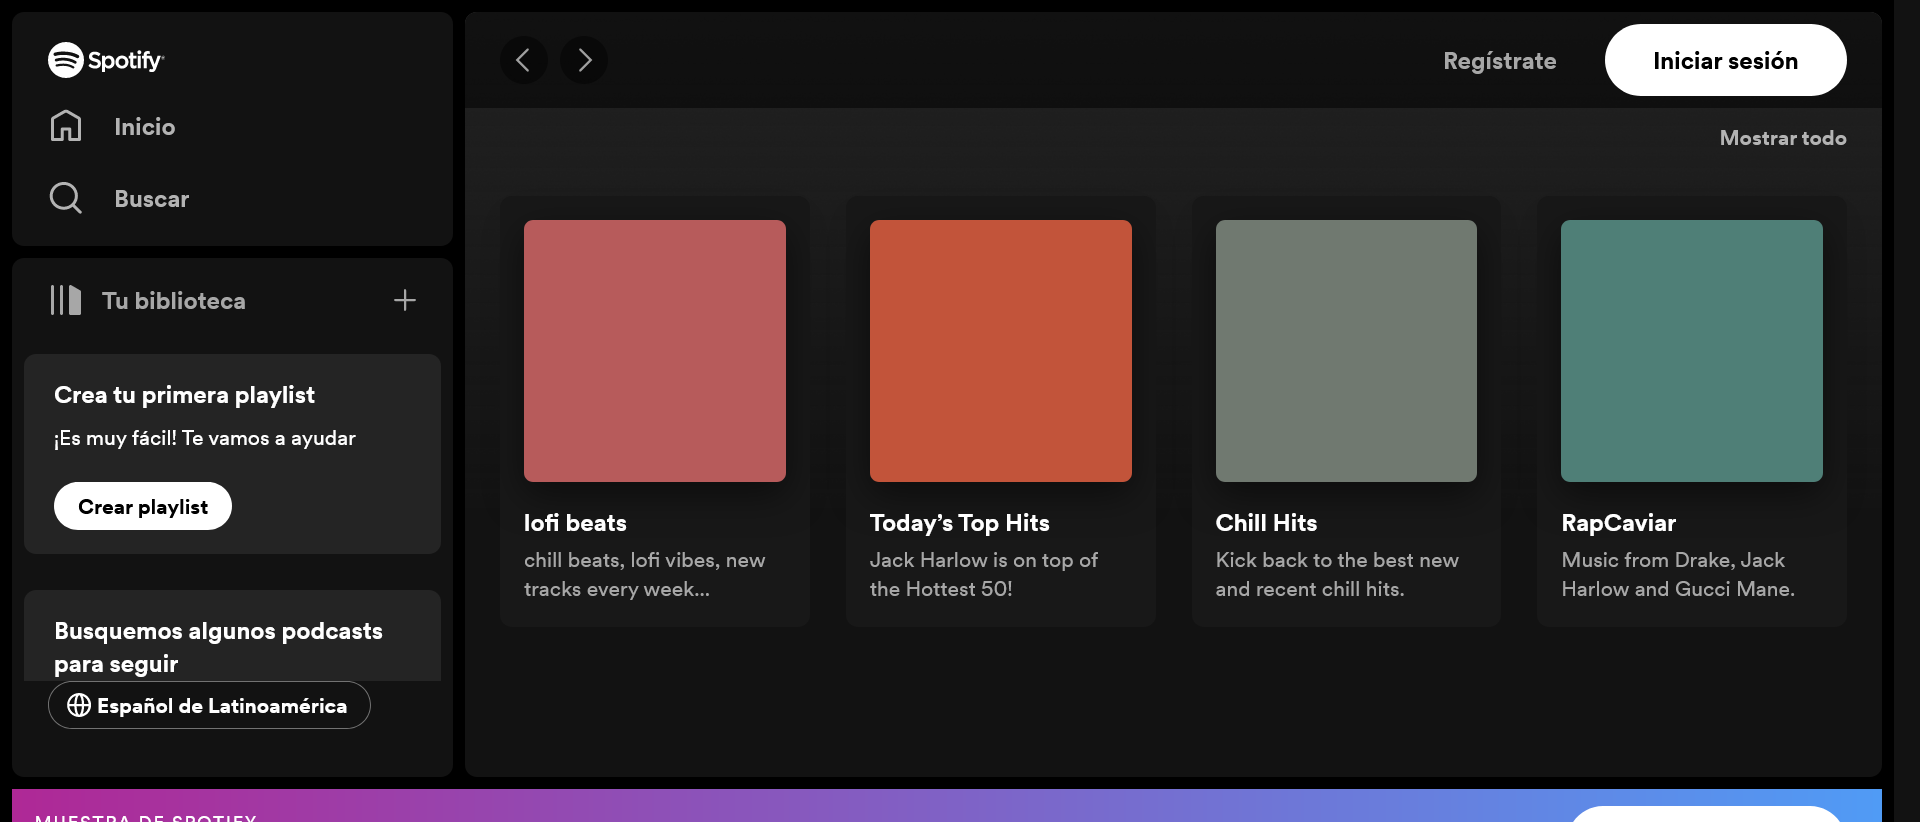 Spotify
Inicio
Buscar
Tu biblioteca
Crea tu primera playlist
¡Es muy fácil! Te vamos a ayudar
Crear playlist
Busquemos algunos podcasts
para seguir
Español de Latinoamérica
Regístrate
Iniciar sesión
Mostrar todo
lofi beats
chill beats, lofi vibes, new
tracks every week...
Today’s Top Hits
Jack Harlow is on top of
the Hottest 50!
Chill Hits
Kick back to the best new
and recent chill hits.
RapCaviar
Music from Drake, Jack
Harlow and Gucci Mane.
MUESTRA DE SPOTIFY